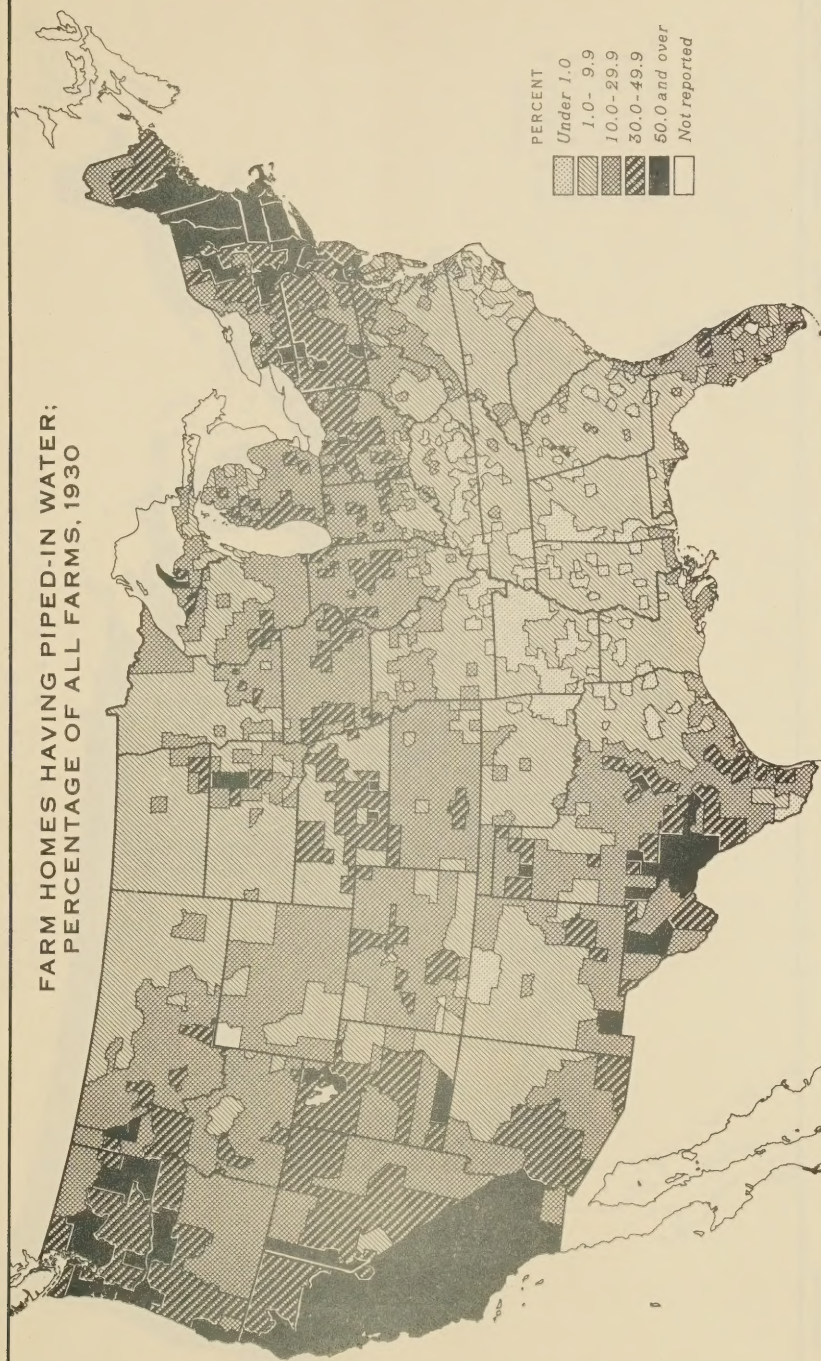 FARM HOMES HAVING PIPED-IN WATER;
PERCENTAGE OF ALL FARMS, 1930
PERCENT
Under 1.0
1.0- 9.9
10.0-29.9
30.0-49.9
50.0 and over
Not reported